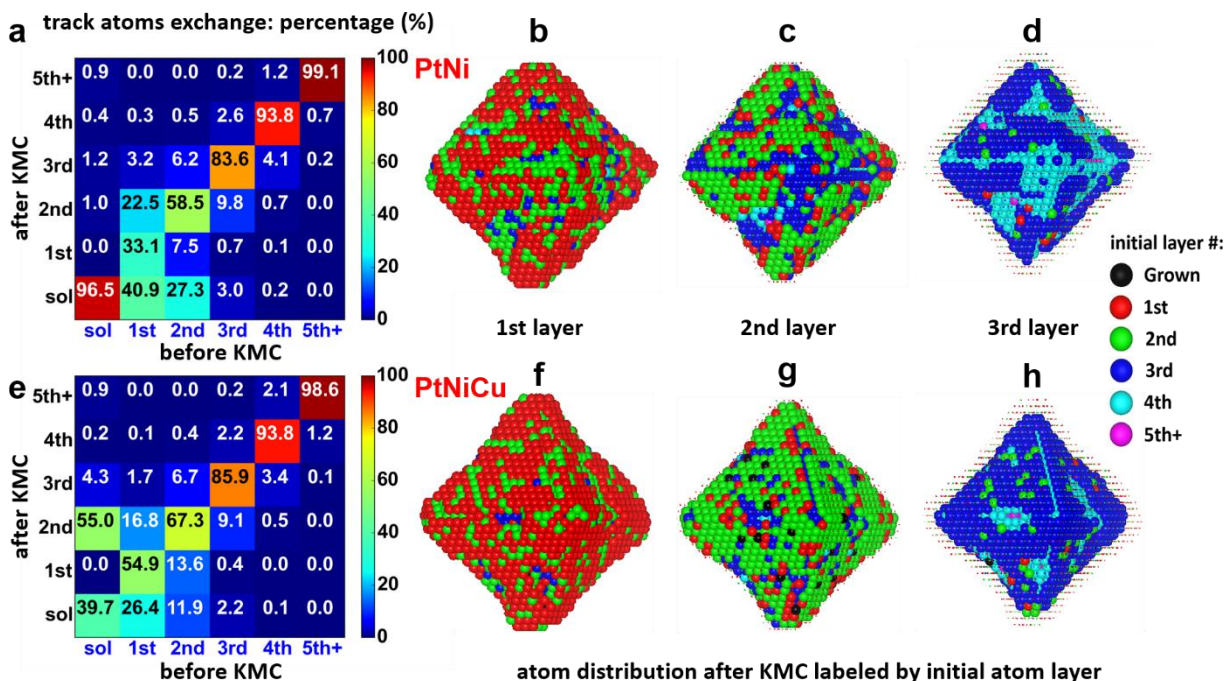 track atoms exchange: percentage (%)
a
b
c
d
after KMC
5th+ 0.9 0.0 0.0 0.2 1.2 99.1
4th 0.4 0.3 0.5 2.6 93.8 0.7
3rd 1.2 3.2 6.2 83.6 4.1 0.2
2nd 1.0 22.5 58.5 9.8 0.7 0.0
1st 0.0 33.1 7.5 0.7 0.1 0.0
sol 96.5 40.9 27.3 3.0 0.2 0.0
sol 1st 2nd 3rd 4th 5th+
before KMC
100
80
60
40
20
0
PtNi
1st layer
2nd layer
3rd layer
initial layer #:
Grown
1st
2nd
3rd
4th
5th+
e
f
g
h
after KMC
5th+ 0.9 0.0 0.0 0.2 2.1 98.6
4th 0.2 0.1 0.4 2.2 93.8 1.2
3rd 4.3 1.7 6.7 85.9 3.4 0.1
2nd 55.0 16.8 67.3 9.1 0.5 0.0
1st 0.0 54.9 13.6 0.4 0.0 0.0
sol 39.7 26.4 11.9 2.2 0.1 0.0
sol 1st 2nd 3rd 4th 5th+
before KMC
100
80
60
40
20
0
PtNiCu
atom distribution after KMC labeled by initial atom layer